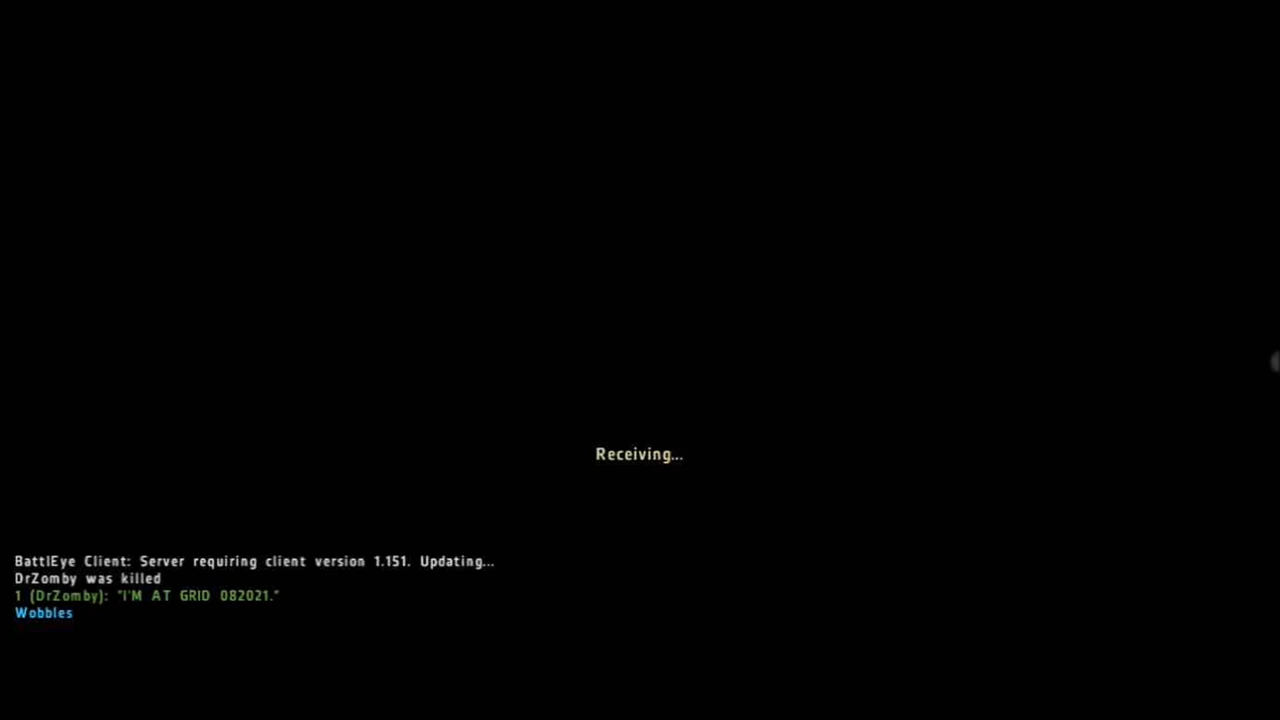 Receiving...
BattlEye Client: Server requiring client version 1.151. Updating...
DrZomby was killed
1 (DrZomby): "I'M AT GRID 082021."
Wobbles